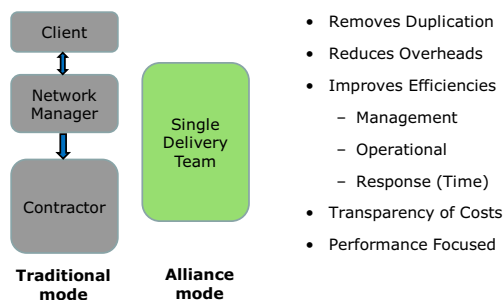 Client
Network
Manager
Contractor
Traditional
mode
Single
Delivery
Team
Alliance
mode
• Removes Duplication
• Reduces Overheads
• Improves Efficiencies
– Management
– Operational
– Response (Time)
• Transparency of Costs
• Performance Focused